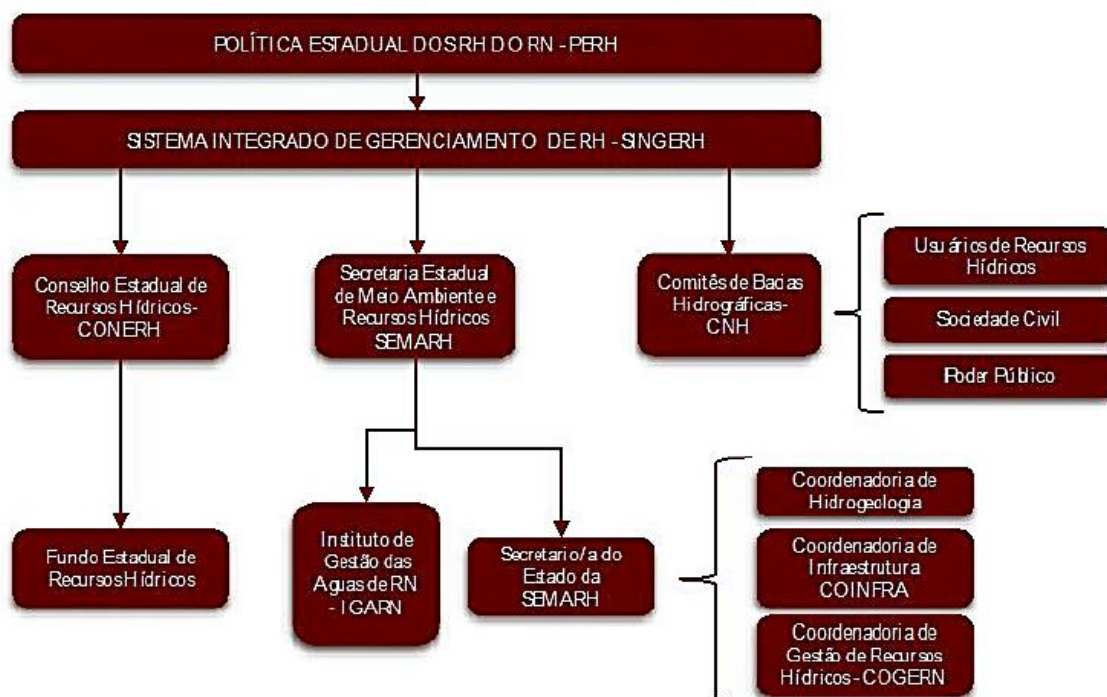 POLÍTICA ESTADUAL DOS RH DO RN - PERH
SISTEMA INTEGRADO DE GERENCIAMENTO DE RH - SINGERH
Conselho Estadual de
Recursos Hídricos-
CONERH
Secretaria Estadual
de Meio Ambiente e
Recursos Hídricos
SEMARH
Comitês de Bacias
Hidrográficas-
CNH
Usuários de Recursos
Hídricos
Sociedade Civil
Poder Público
Fundo Estadual de
Recursos Hídricos
Instituto de
Gestão das
Aguas de RN
- IGARN
Secretario/a do
Estado da
SEMARH
Coordenadoria de
Hidrogeologia
Coordenadoria de
Infraestrutura
COINFRA
Coordenadoria de
Gestão de Recursos
Hídricos - COGERN